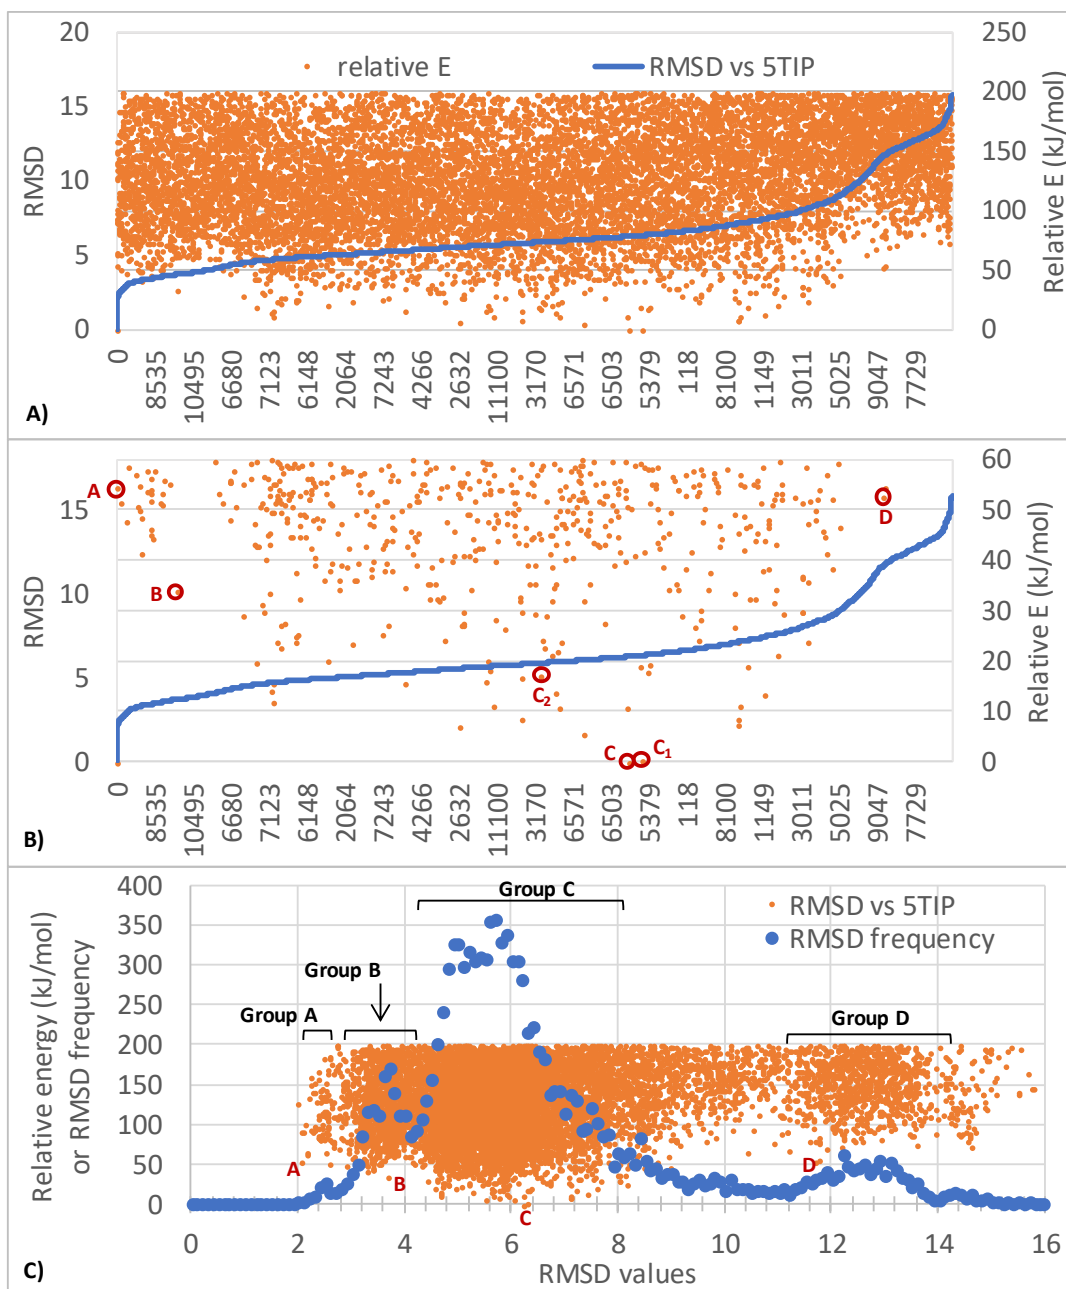 relative E
RMSD vs 5TIP
20
15
10
5
0
RMSD
250
200
150
100
50
0
Relative E (kJ/mol)
0
8535
10495
6680
7123
6148
2064
7243
4266
2632
11100
3170
6571
6503
5379
118
8100
1149
3011
5025
9047
7729
A)
15
10
5
0
RMSD
60
50
40
30
20
10
0
Relative E (kJ/mol)
A
B
C2
C
C1
D
0
8535
10495
6680
7123
6148
2064
7243
4266
2632
11100
3170
6571
6503
5379
118
8100
1149
3011
5025
9047
7729
B)
400
350
300
250
200
150
100
50
0
Relative energy (kJ/mol)
or RMSD frequency
Group C
RMSD vs 5TIP
RMSD frequency
Group B
Group A
Group D
A
B
C
D
0 2 4 6 8 10 12 14 16
RMSD values
C)